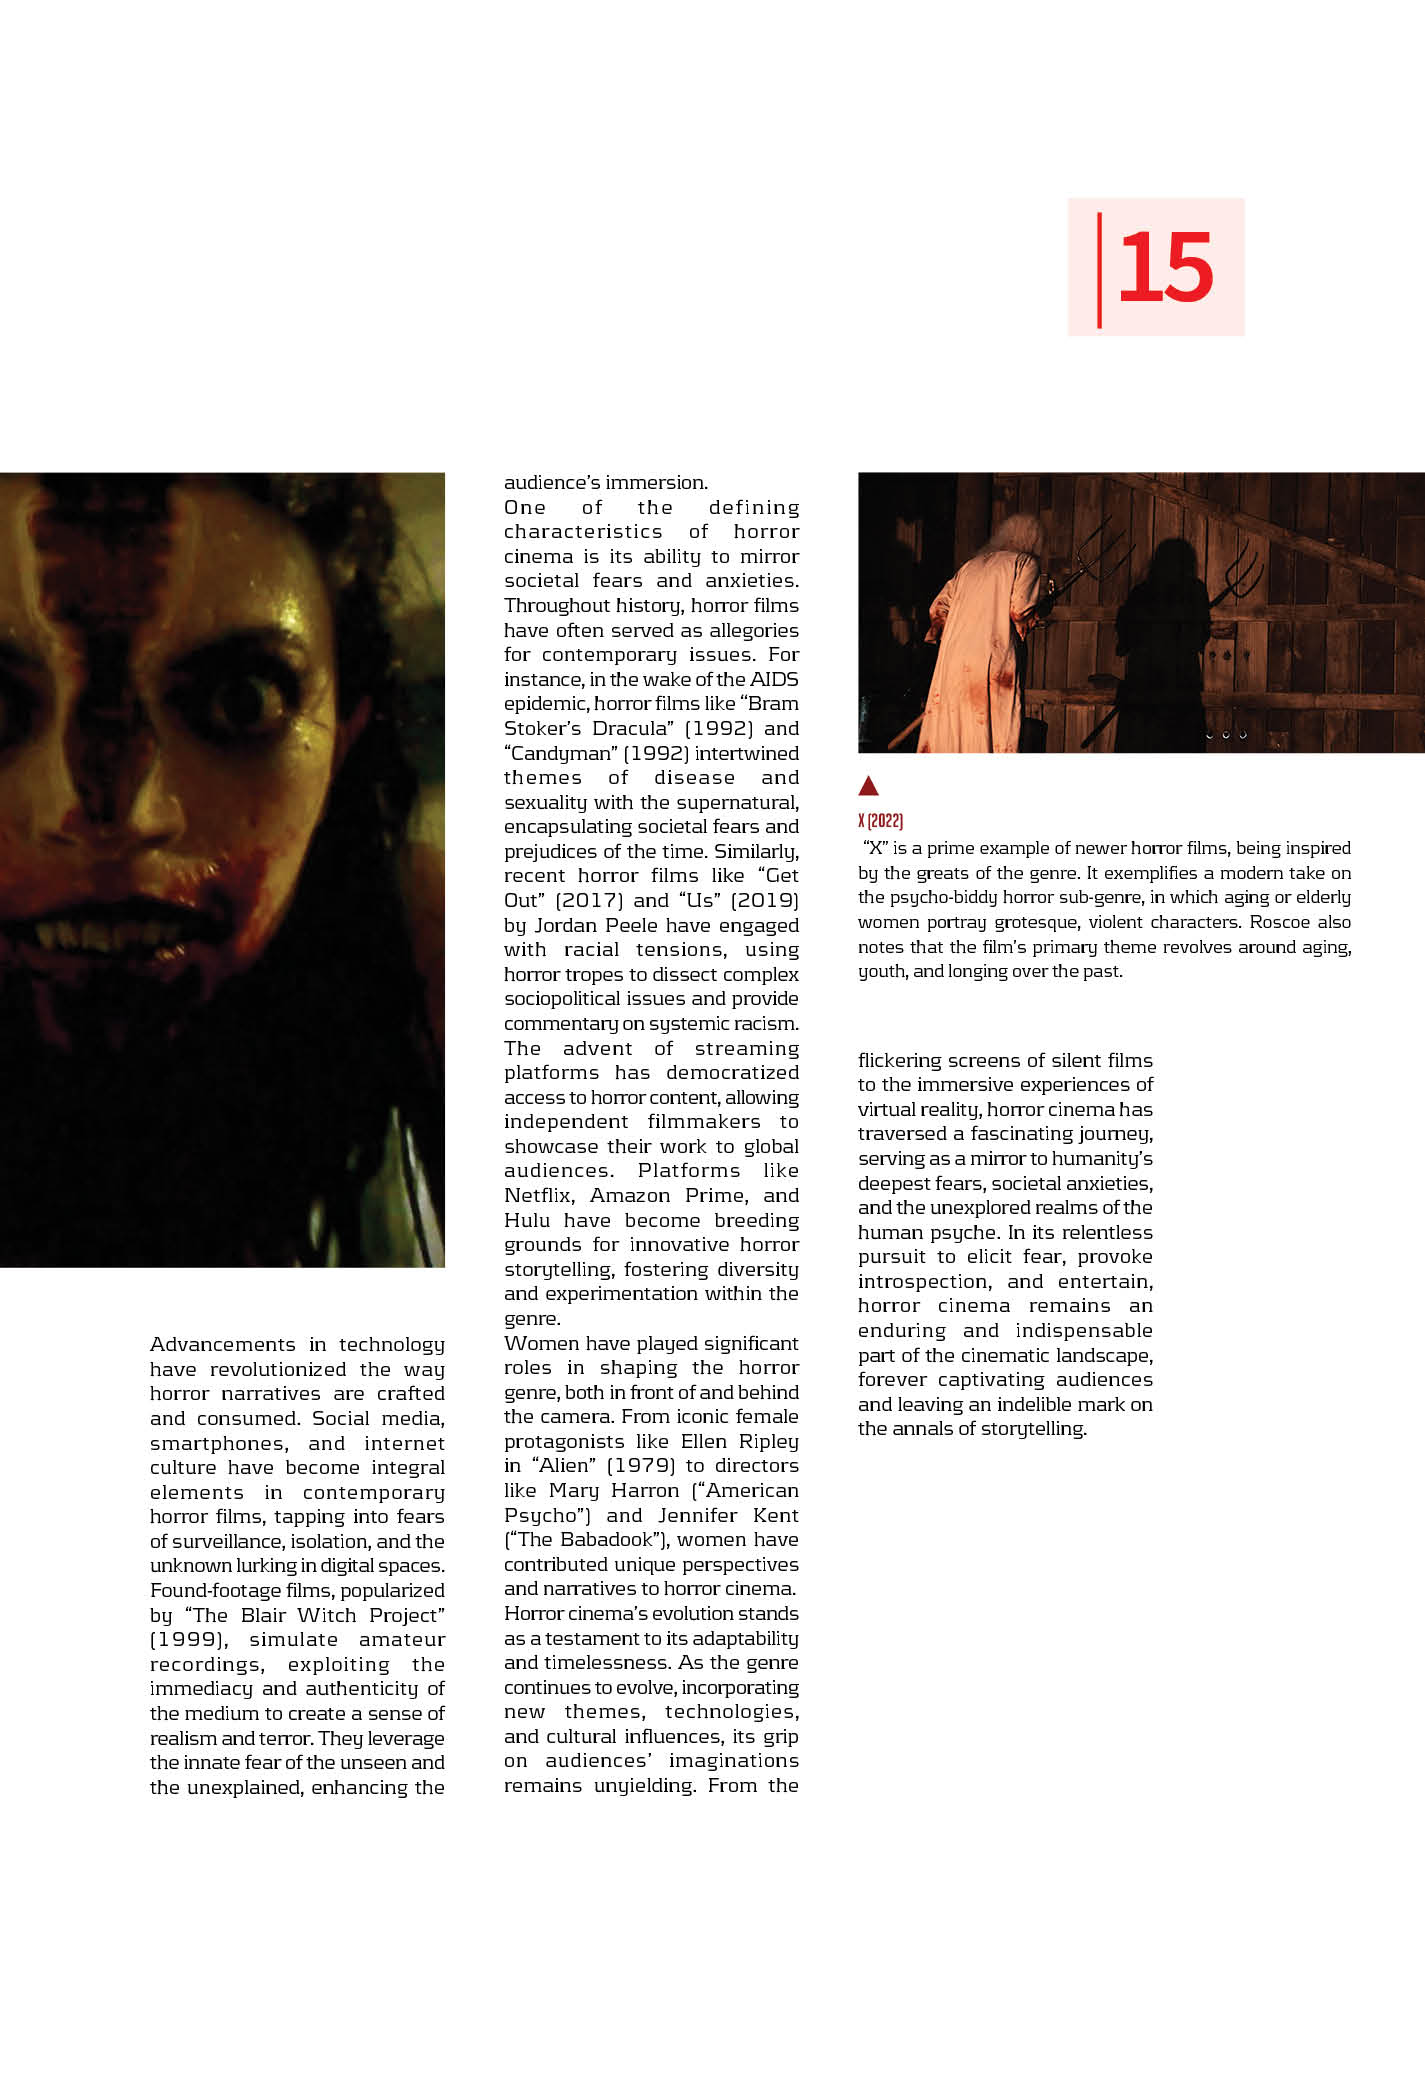 15
Advancements in technology
have revolutionized the way
horror narratives are crafted
and consumed. Social media,
smartphones, and internet
culture have become integral
elements in contemporary
horror films, tapping into fears
of surveillance, isolation, and the
unknown lurking in digital spaces.
Found-footage films, popularized
by “The Blair Witch Project”
(1999), simulate amateur
recordings, exploiting the
immediacy and authenticity of
the medium to create a sense of
realism and terror. They leverage
the innate fear of the unseen and
the unexplained, enhancing the
audience’s immersion.
One of the defining
characteristics of horror
cinema is its ability to mirror
societal fears and anxieties.
Throughout history, horror films
have often served as allegories
for contemporary issues. For
instance, in the wake of the AIDS
epidemic, horror films like “Bram
Stoker’s Dracula” (1992) and
“Candyman” (1992) intertwined
themes of disease and
sexuality with the supernatural,
encapsulating societal fears and
prejudices of the time. Similarly,
recent horror films like “Get
Out” (2017) and “Us” (2019)
by Jordan Peele have engaged
with racial tensions, using
horror tropes to dissect complex
sociopolitical issues and provide
commentary on systemic racism.
The advent of streaming
platforms has democratized
access to horror content, allowing
independent filmmakers to
showcase their work to global
audiences. Platforms like
Netflix, Amazon Prime, and
Hulu have become breeding
grounds for innovative horror
storytelling, fostering diversity
and experimentation within the
genre.
Women have played significant
roles in shaping the horror
genre, both in front of and behind
the camera. From iconic female
protagonists like Ellen Ripley
in “Alien” (1979) to directors
like Mary Harron (“American
Psycho”) and Jennifer Kent
(“The Babadook”), women have
contributed unique perspectives
and narratives to horror cinema.
Horror cinema’s evolution stands
as a testament to its adaptability
and timelessness. As the genre
continues to evolve, incorporating
new themes, technologies,
and cultural influences, its grip
on audiences’ imaginations
remains unyielding. From the
X (2022)
“X” is a prime example of newer horror films, being inspired
by the greats of the genre. It exemplifies a modern take on
the psycho-biddy horror sub-genre, in which aging or elderly
women portray grotesque, violent characters. Roscoe also
notes that the film’s primary theme revolves around aging,
youth, and longing over the past.
flickering screens of silent films
to the immersive experiences of
virtual reality, horror cinema has
traversed a fascinating journey,
serving as a mirror to humanity’s
deepest fears, societal anxieties,
and the unexplored realms of the
human psyche. In its relentless
pursuit to elicit fear, provoke
introspection, and entertain,
horror cinema remains an
enduring and indispensable
part of the cinematic landscape,
forever captivating audiences
and leaving an indelible mark on
the annals of storytelling.